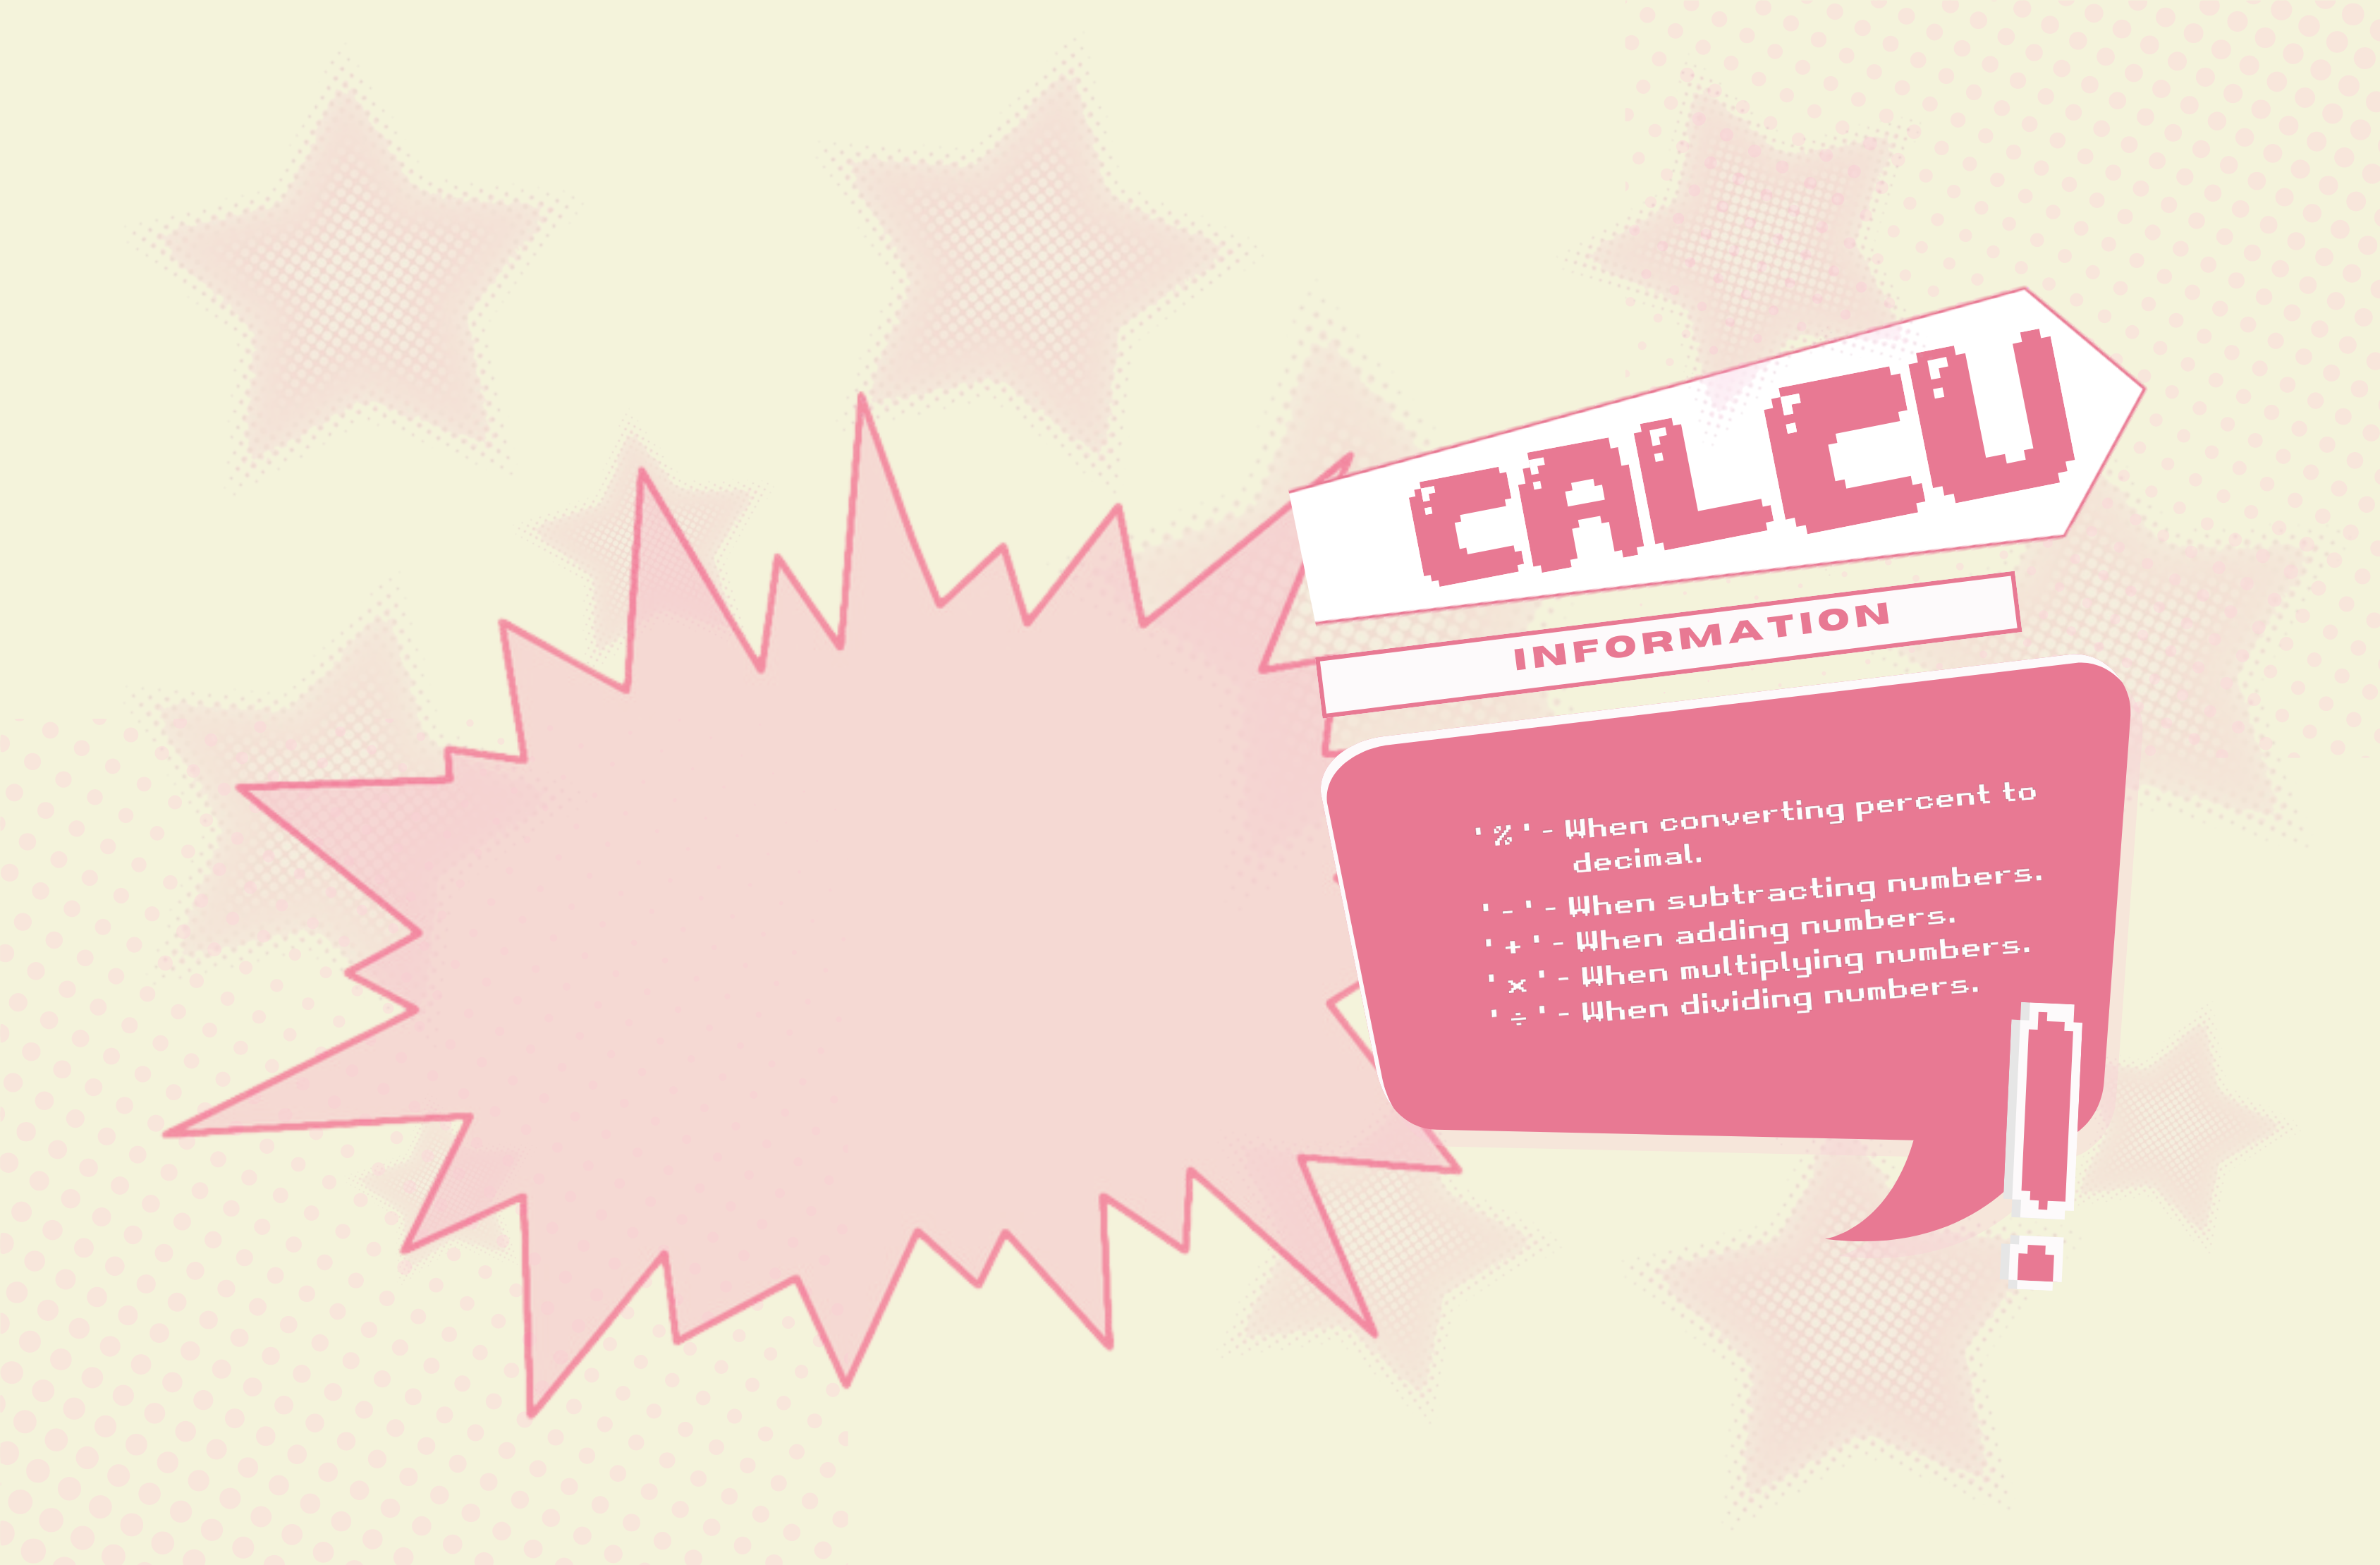 CALCU
INFORMATION
'%'- When converting percent to
decimal.
'-'- When subtracting numbers.
'+'- When adding numbers.
'×'- When multiplying numbers.
'÷'- When dividing numbers.
!